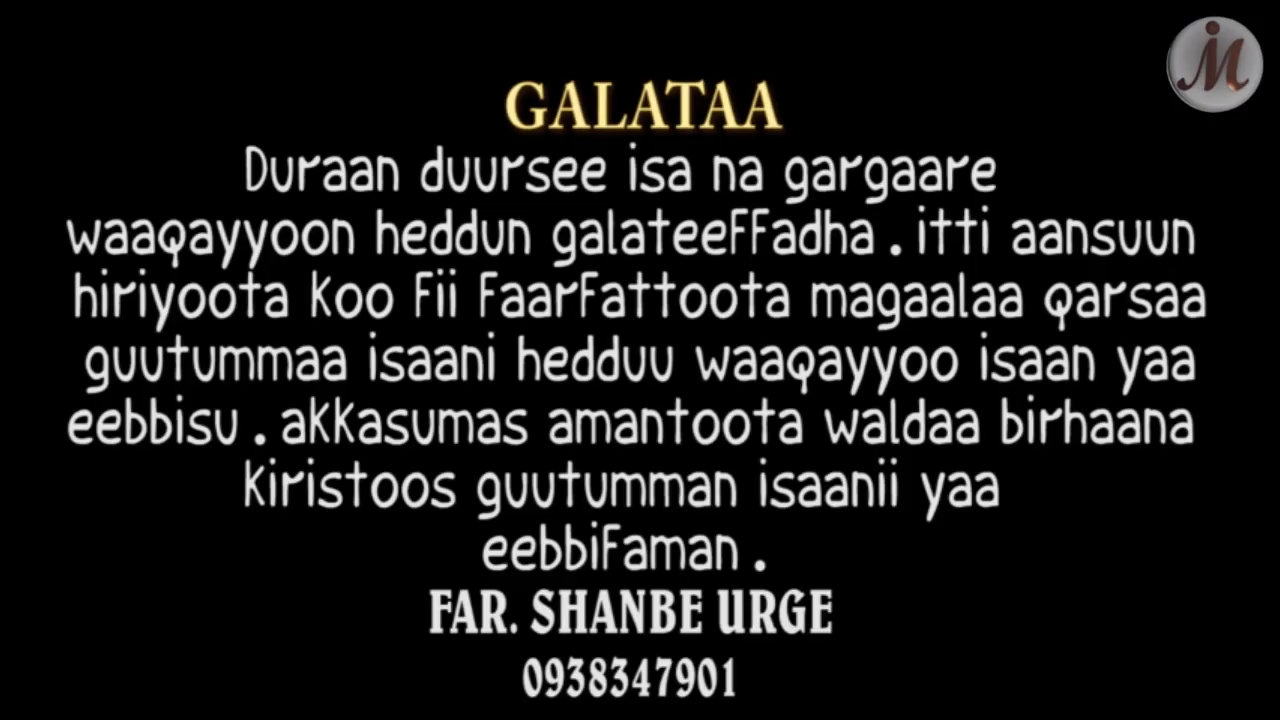 GALATAA
Duraan duursee isa na gargaare
waaqayyoon heddun galateeffadha . itti aansuun
hiriyoota koo fii faarfattoota magaalaa qarsaa
guutummaa isaani hedduu waaqayyoo isaan yaa
eebbisu . akkasumas amantoota waldaa birhaana
kiristoos guutumman isaanii yaa
eebbifaman .
FAR. SHANBE URGE
0938347901